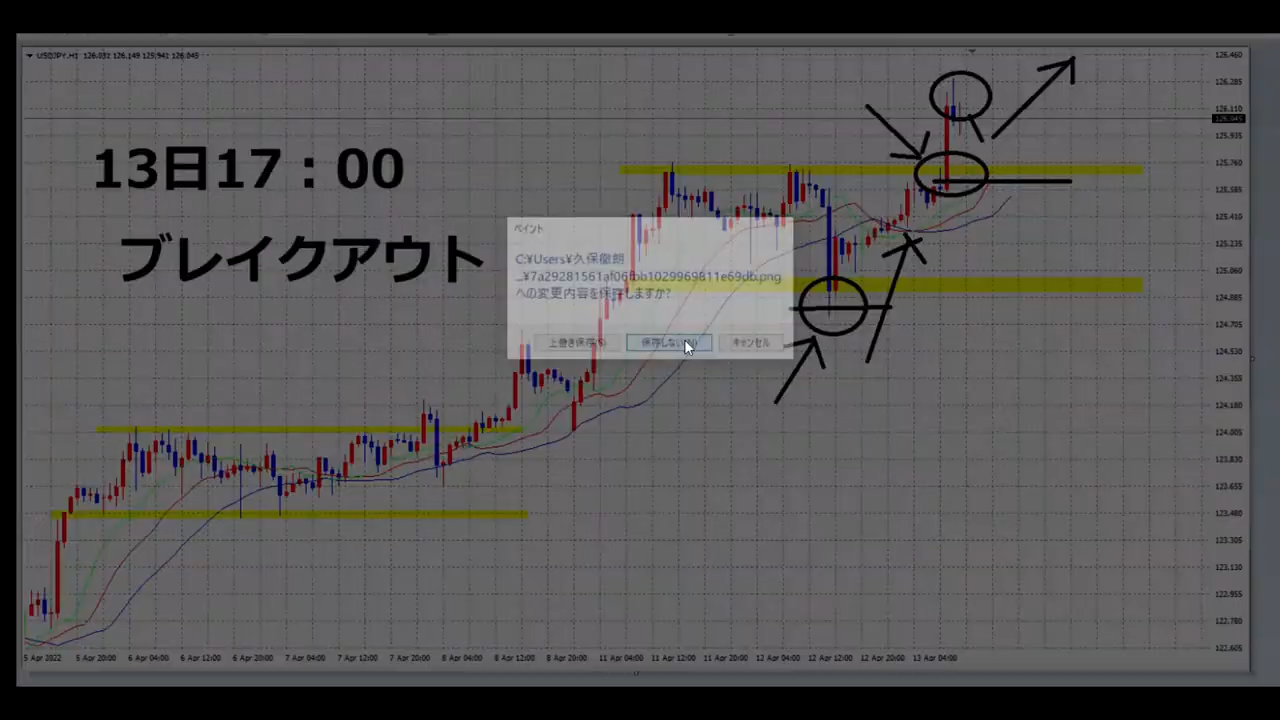 USDJPY,H1 126.031 126.149 125.941 126.045
13日17:00
ブレイクアウト
ペイント
C:¥Users¥久保徹朗
...¥7a29281561af06fbb1029969811e69db.png
への変更内容を保存しますか?
上書き保存(S)
保存しない(N)
キャンセル
126.460
126.285
126.110
126.045
125.935
125.760
125.585
125.410
125.235
125.060
124.885
124.705
124.530
124.355
124.180
124.005
123.830
123.655
123.480
123.305
123.130
122.955
122.780
122.605
5 Apr 2022 5 Apr 20:00 6 Apr 04:00 6 Apr 12:00 6 Apr 20:00 7 Apr 04:00 7 Apr 12:00 7 Apr 20:00 8 Apr 04:00 8 Apr 12:00 8 Apr 20:00 11 Apr 04:00 11 Apr 12:00 11 Apr 20:00 12 Apr 04:00 12 Apr 12:00 12 Apr 20:00 13 Apr 04:00